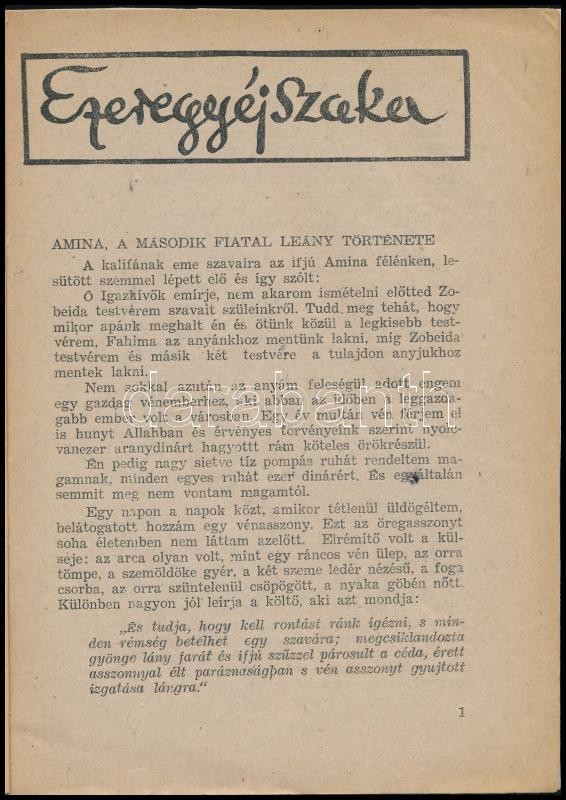 Ezeregyéjszaka
AMINA, A MÁSODIK FIATAL LEÁNY TÖRTÉNETE
A kalifának eme szavaira az ifjú Amina félénken, le-
sütött szemmel lépett elő és így szólt:
Ő Igazhívők emírje, nem akarom ismételni előtted Zo-
beida testvérem szavait szüleinkről. Tudd meg tehát, hogy
mikor apánk meghalt én és ötünk közül a legkisebb test-
vérem, Fahima az anyánkhoz mentünk lakni, míg Zobeida
testvérem és másik két testvére a tulajdon anyjukhoz
mentek lakni.
Nem sokkal azután az anyám feleségül adott engem
egy gazdag vénemberhez, aki abban az időben a leggazda-
gabb ember volt a városban. Egy év multán vén férjem el
is hunyt Allahban és érvényes törvényeink szerint nyolc-
vanezer aranydinárt hagyott rám köteles örökrészül.
Én pedig nagy sietve tíz pompás ruhát rendeltem ma-
gamnak, minden egyes ruhát ezer dinárért. És egyáltalán
semmit meg nem vontam magamtól.
Egy napon a napok közt, amikor tétlenül üldögéltem,
belátogatott hozzám egy vénasszony. Ezt az öregasszonyt
soha életemben nem láttam azelőtt. Elrémítő volt a kül-
seje: az arca olyan volt, mint egy ráncos vén ülep, az orra
tömpe, a szemöldöke gyér, a két szeme ledér nézésű, a foga
csorba, az orra szüntelenül csöpögött, a nyaka göbén nőtt.
Különben nagyon jól leírja a költő, aki azt mondja:
„És tudja, hogy kell rontást ránk igézni, s min-
den rémség betelhet egy szavára; megcsiklandozta
gyönge lány farát és ifjú szűzzel párosult a céda, érett
asszonnyal élt paráznaságban s vén asszonyt gyujtott
izgatása lángra.“
1
darabanth